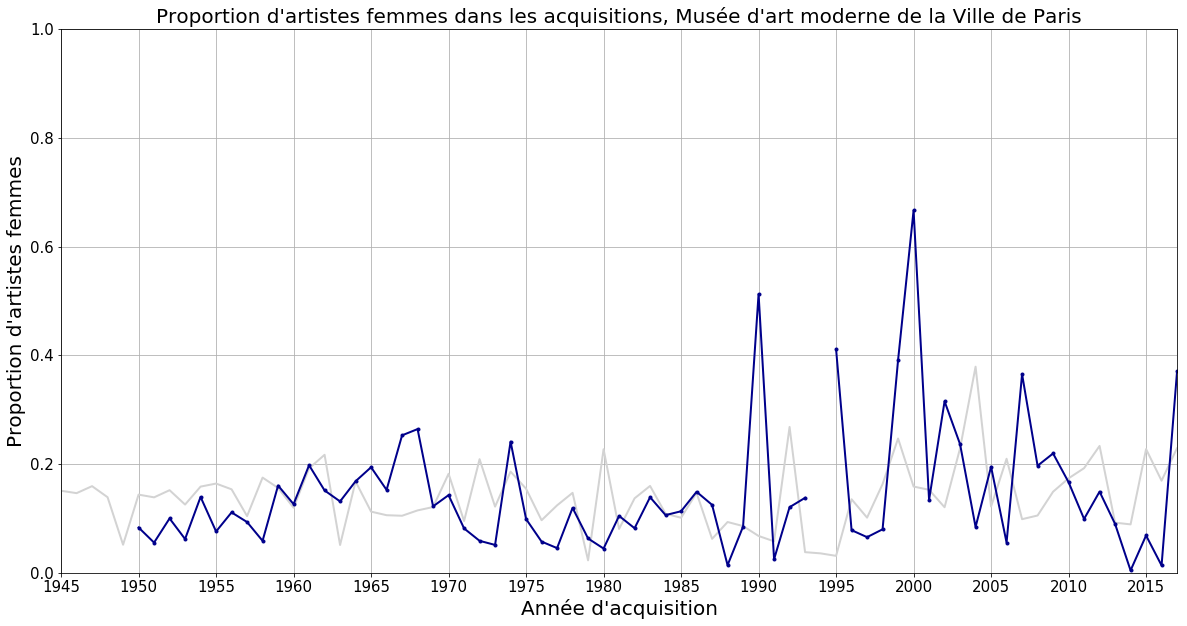 Proportion d'artistes femmes dans les acquisitions, Musée d'art moderne de la Ville de Paris
Proportion d'artistes femmes
1.0
0.8
0.6
0.4
0.2
0.0
1945 1950 1955 1960 1965 1970 1975 1980 1985 1990 1995 2000 2005 2010 2015
Année d'acquisition